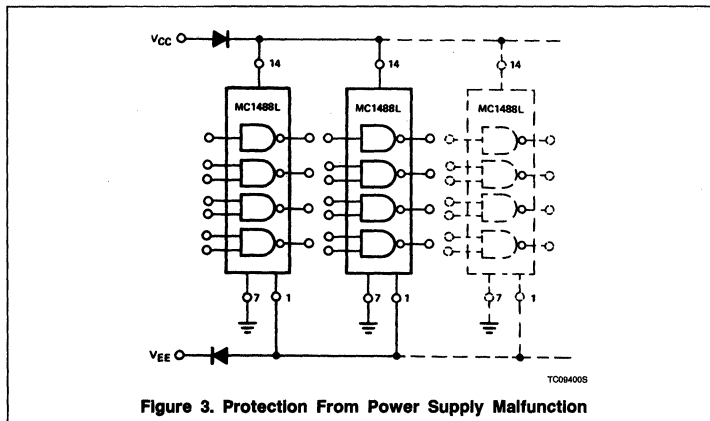 VCC
14
14
14
MC1488L
MC1488L
MC1488L
7
1
7
1
7
1
VEE
TC09400S
Figure 3. Protection From Power Supply Malfunction